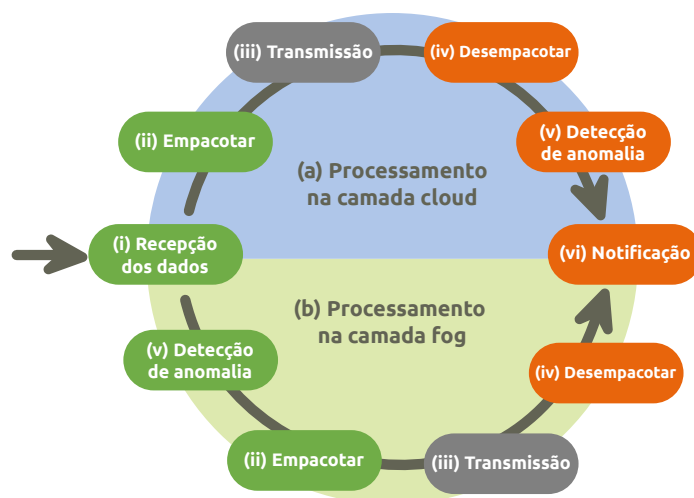 (iii) Transmissão
(iv) Desempacotar
(ii) Empacotar
(v) Detecção
de anomalia
(a) Processamento
na camada cloud
(i) Recepção
dos dados
(vi) Notificação
(b) Processamento
na camada fog
(v) Detecção
de anomalia
(iv) Desempacotar
(ii) Empacotar
(iii) Transmissão